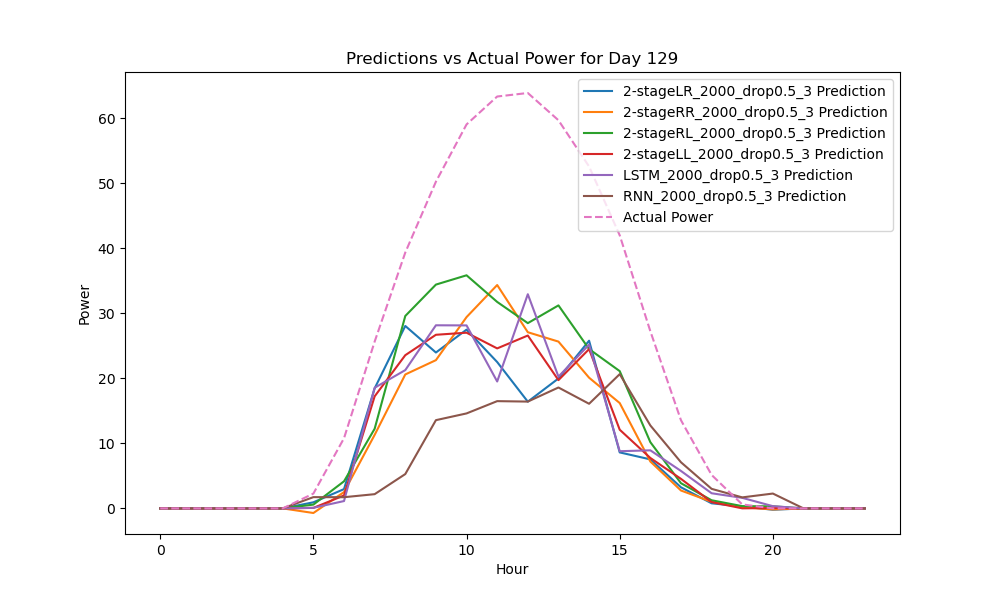 Predictions vs Actual Power for Day 129
2-stageLR_2000_drop0.5_3 Prediction
2-stageRR_2000_drop0.5_3 Prediction
2-stageRL_2000_drop0.5_3 Prediction
2-stageLL_2000_drop0.5_3 Prediction
LSTM_2000_drop0.5_3 Prediction
RNN_2000_drop0.5_3 Prediction
Actual Power
Power
60
50
40
30
20
10
0
0 5 10 15 20
Hour